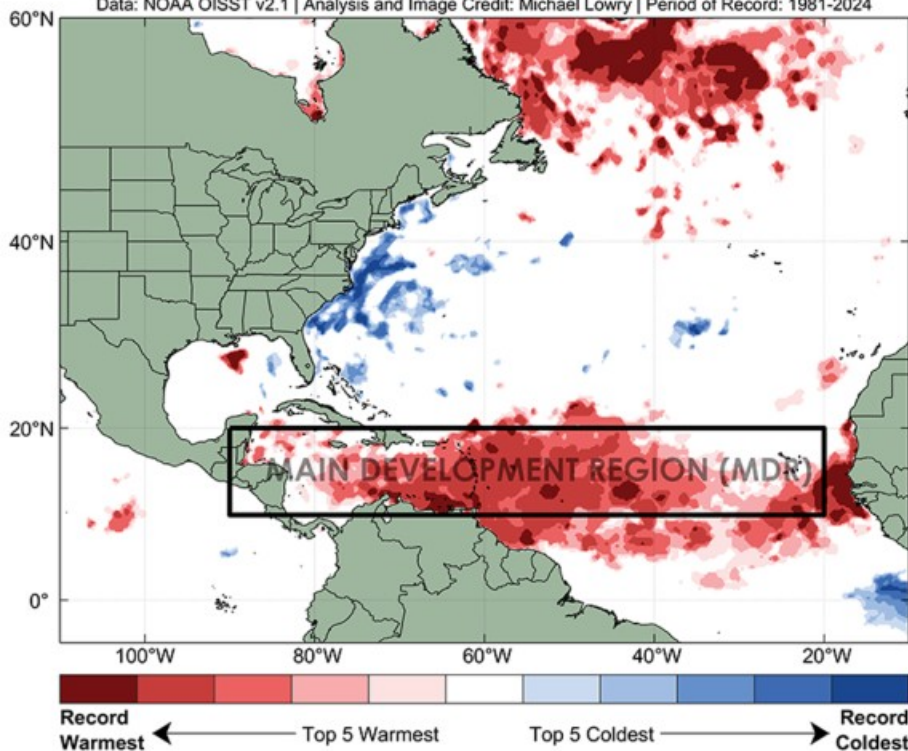 Data: NOAA OISST v2.1 | Analysis and Image Credit: Michael Lowry | Period of Record: 1981-2024
60°N
40°N
20°N
MAIN DEVELOPMENT REGION (MDR)
0°
100°W 80°W 60°W 40°W 20°W
Record Warmest
Top 5 Warmest
Top 5 Coldest
Record Coldest